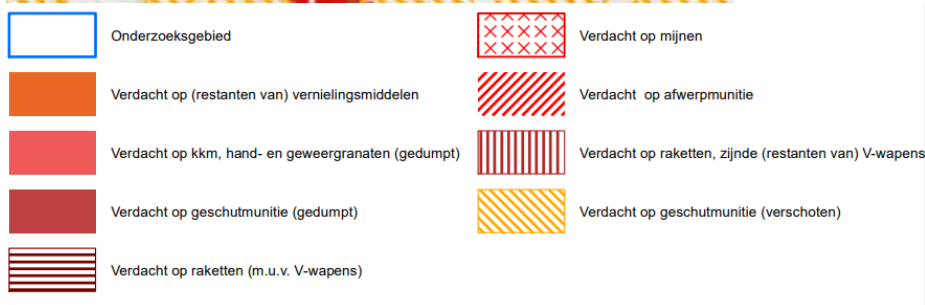 Onderzoeksgebied
Verdacht op (restanten van) vernielingsmiddelen
Verdacht op kkm, hand- en geweergranaten (gedumpt)
Verdacht op geschutmunitie (gedumpt)
Verdacht op raketten (m.u.v. V-wapens)
Verdacht op mijnen
Verdacht op afwerpmunitie
Verdacht op raketten, zijnde (restanten van) V-wapens
Verdacht op geschutmunitie (verschoten)